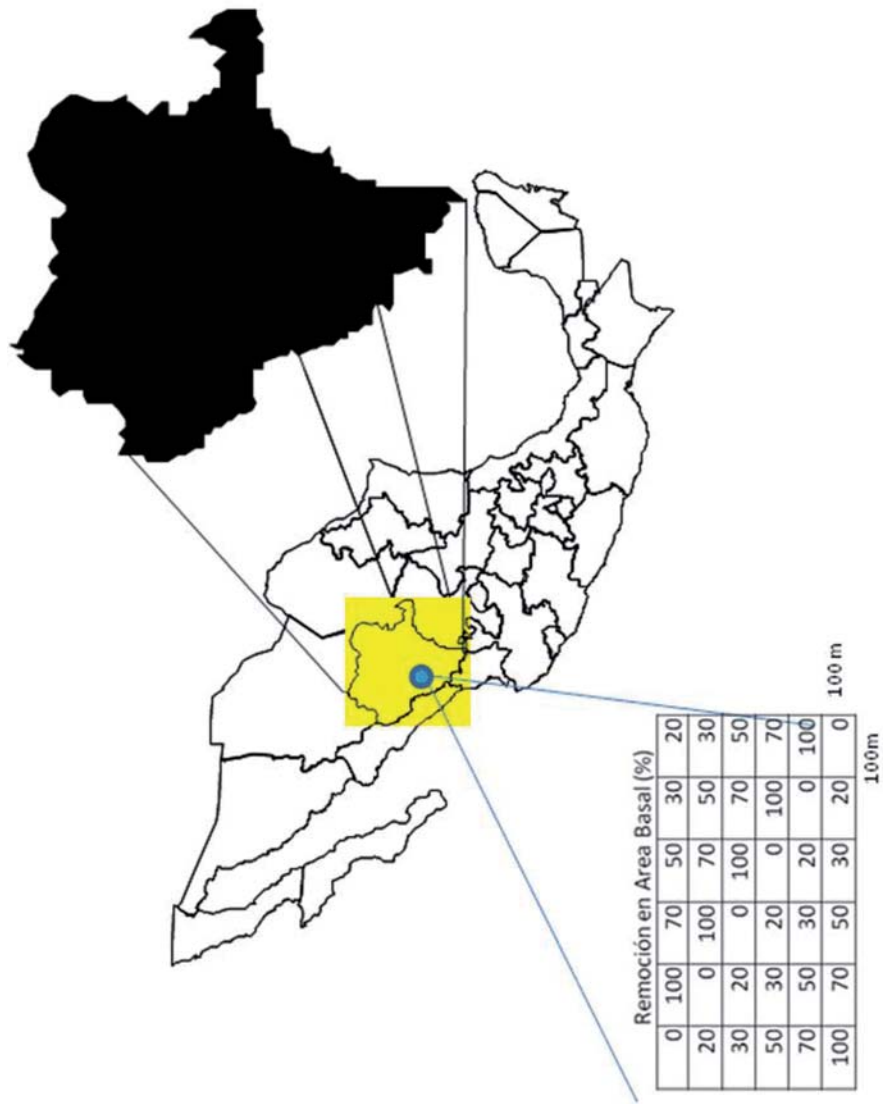 Remoción en Area Basal (%)
0 100 70 50 30 20
20 0 100 70 50 30
30 20 0 100 70 50
50 30 20 0 100 70
70 50 30 20 0 100
100 70 50 30 20 0
100 m
100m